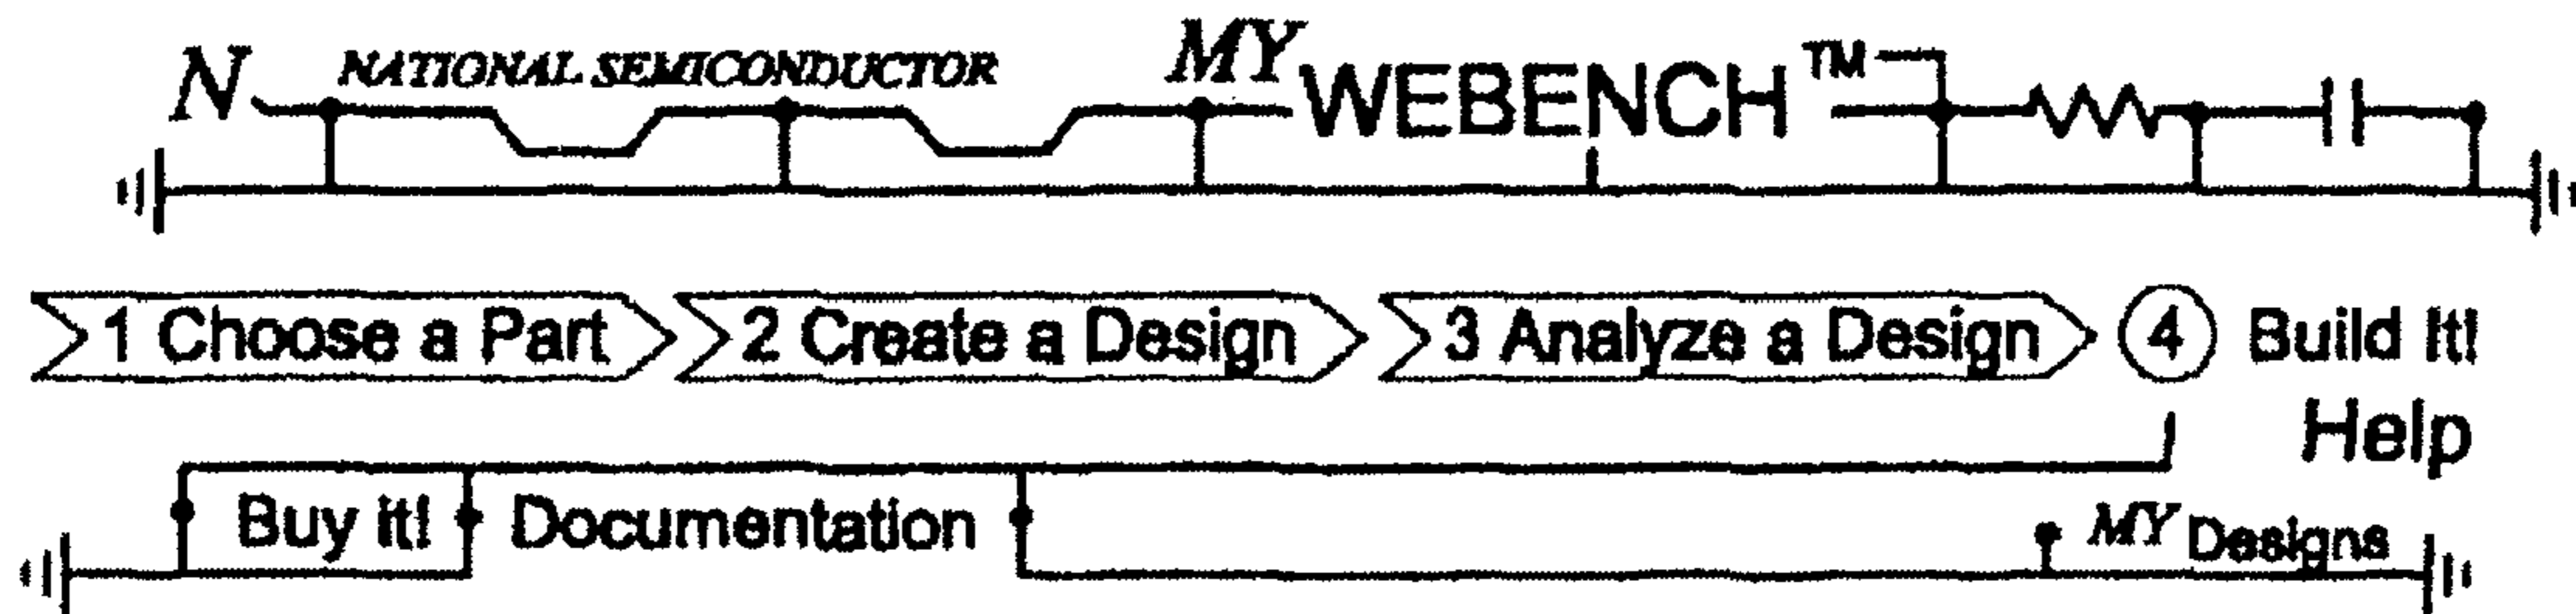 N NATIONAL SEMICONDUCTOR MY WEBENCH™
1 Choose a Part 2 Create a Design 3 Analyze a Design 4 Build It!
Help
Buy it! Documentation MY Designs